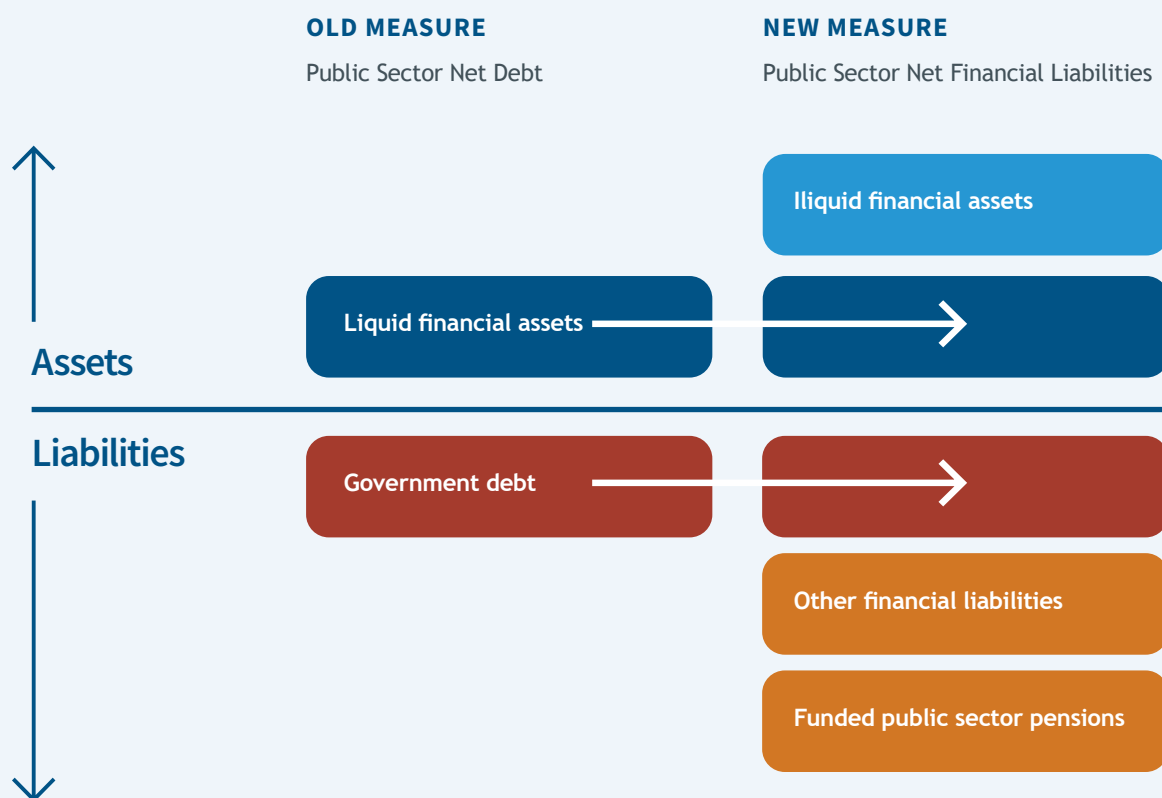 OLD MEASURE
Public Sector Net Debt
NEW MEASURE
Public Sector Net Financial Liabilities
Iliquid financial assets
Liquid financial assets
Assets
Liabilities
Government debt
Other financial liabilities
Funded public sector pensions